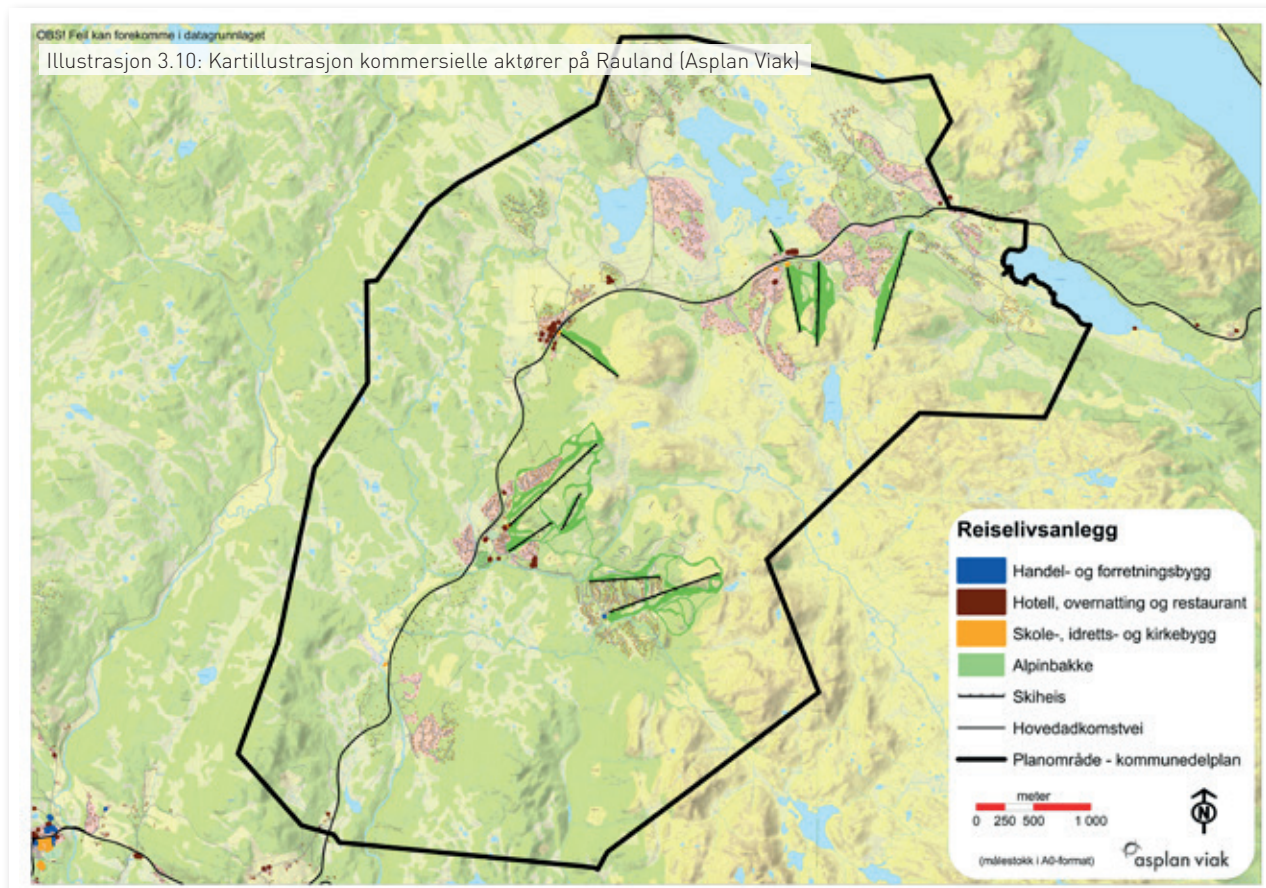 OBS! Feil kan forekomme i datagrunnlaget
Illustrasjon 3.10: Kartillustrasjon kommersielle aktører på Rauland (Asplan Viak)
Reiselivsanlegg
Handel- og forretningsbygg
Hotell, overnatting og restaurant
Skole-, idretts- og kirkebygg
Alpinbakke
Skiheis
Hovedadkomstvei
Planområde - kommunedelplan
meter
0 250 500 1 000
N
(målestokk i A0-format)
asplan viak